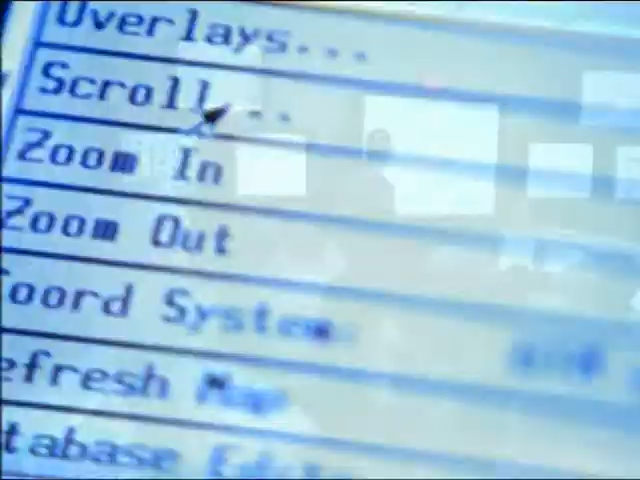 Overlays...
Scroll...
Zoom In
Zoom Out
oord System
efresh Map
tabase